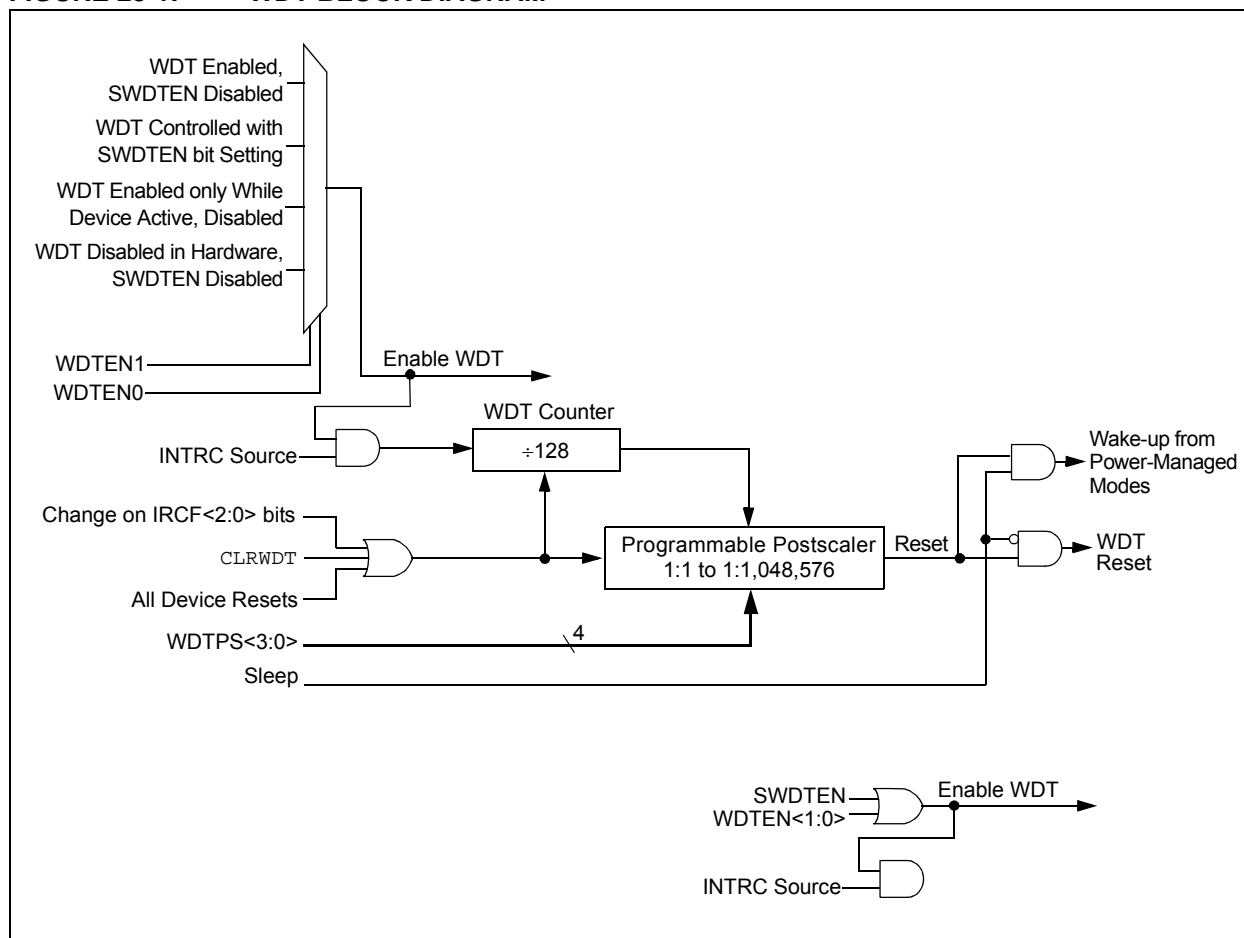 WDT Enabled,
SWDTEN Disabled
WDT Controlled with
SWDTEN bit Setting
WDT Enabled only While
Device Active, Disabled
WDT Disabled in Hardware,
SWDTEN Disabled
WDTEN1
WDTEN0
Enable WDT
WDT Counter
INTRC Source
÷128
Wake-up from
Power-Managed
Modes
Change on IRCF<2:0> bits
CLRWDT
All Device Resets
Programmable Postscaler
1:1 to 1:1,048,576
Reset
WDT
Reset
WDTPS<3:0>
4
Sleep
SWDTEN
WDTEN<1:0>
Enable WDT
INTRC Source